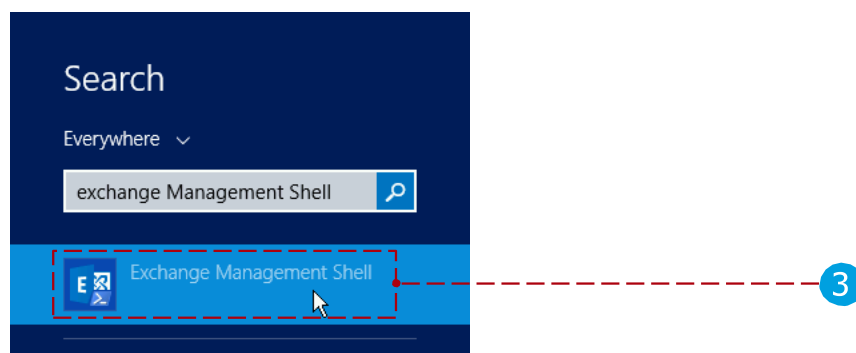 Search
Everywhere
exchange Management Shell
E
Exchange Management Shell
3